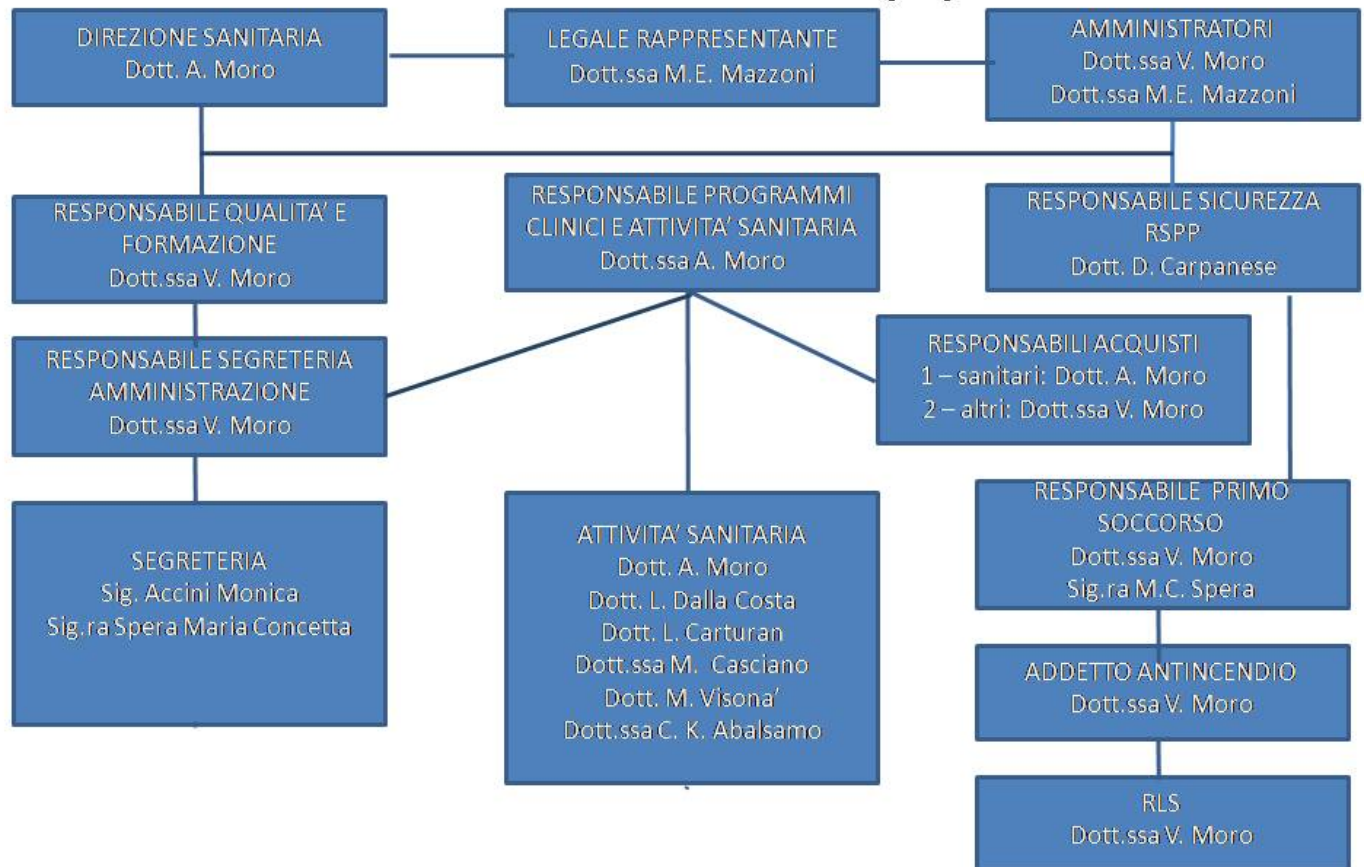 DIREZIONE SANITARIA
Dott. A. Moro
LEGALE RAPPRESENTANTE
Dott.ssa M.E. Mazzoni
AMMINISTRATORI
Dott.ssa V. Moro
Dott.ssa M.E. Mazzoni
RESPONSABILE QUALITA' E
FORMAZIONE
Dott.ssa V. Moro
RESPONSABILE PROGRAMMI
CLINICI E ATTIVITA' SANITARIA
Dott.ssa A. Moro
RESPONSABILE SICUREZZA
RSPP
Dott. D. Carpanese
RESPONSABILE SEGRETERIA
AMMINISTRAZIONE
Dott.ssa V. Moro
RESPONSABILI ACQUISTI
1 – sanitari: Dott. A. Moro
2 – altri: Dott.ssa V. Moro
SEGRETERIA
Sig. Accini Monica
Sig.ra Spera Maria Concetta
ATTIVITA' SANITARIA
Dott. A. Moro
Dott. L. Dalla Costa
Dott. L. Carturan
Dott.ssa M. Casciano
Dott. M. Visona'
Dott.ssa C. K. Abalsamo
RESPONSABILE PRIMO
SOCCORSO
Dott.ssa V. Moro
Sig.ra M.C. Spera
ADDETTO ANTINCENDIO
Dott.ssa V. Moro
RLS
Dott.ssa V. Moro